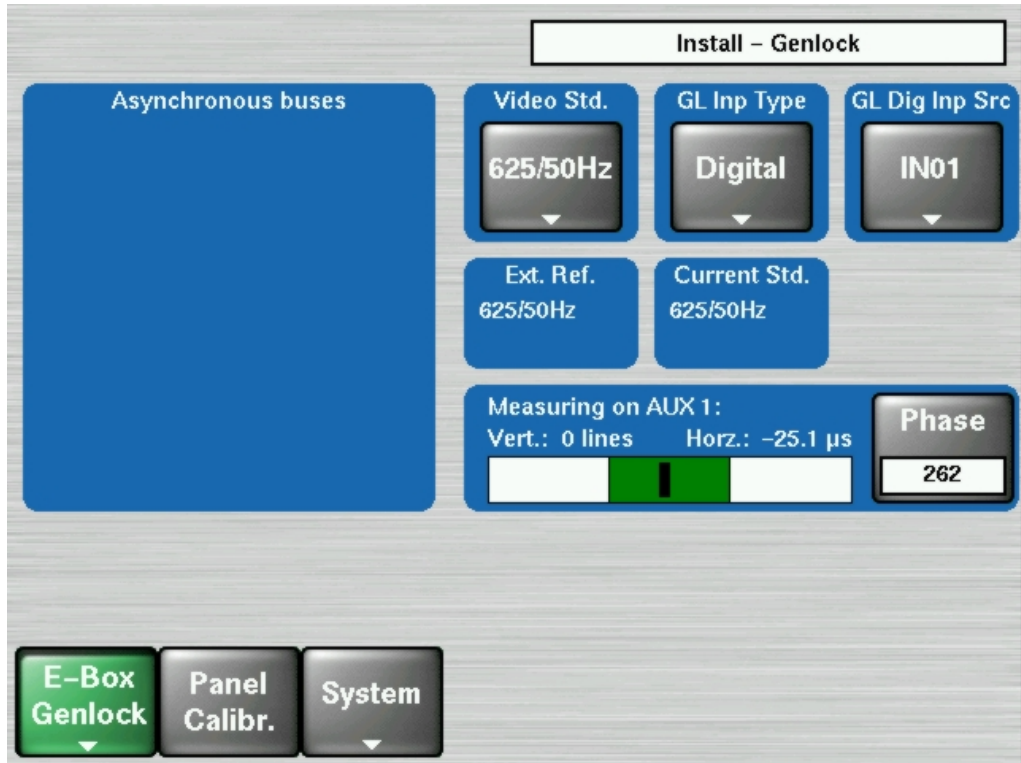 Install – Genlock
Asynchronous buses
Video Std.
GL Inp Type
GL Dig Inp Src
625/50Hz
Digital
IN01
Ext. Ref.
Current Std.
625/50Hz
625/50Hz
Measuring on AUX 1:
Vert.: 0 lines Horz.: –25.1 µs
Phase
262
E–Box
Genlock
Panel
Calibr.
System